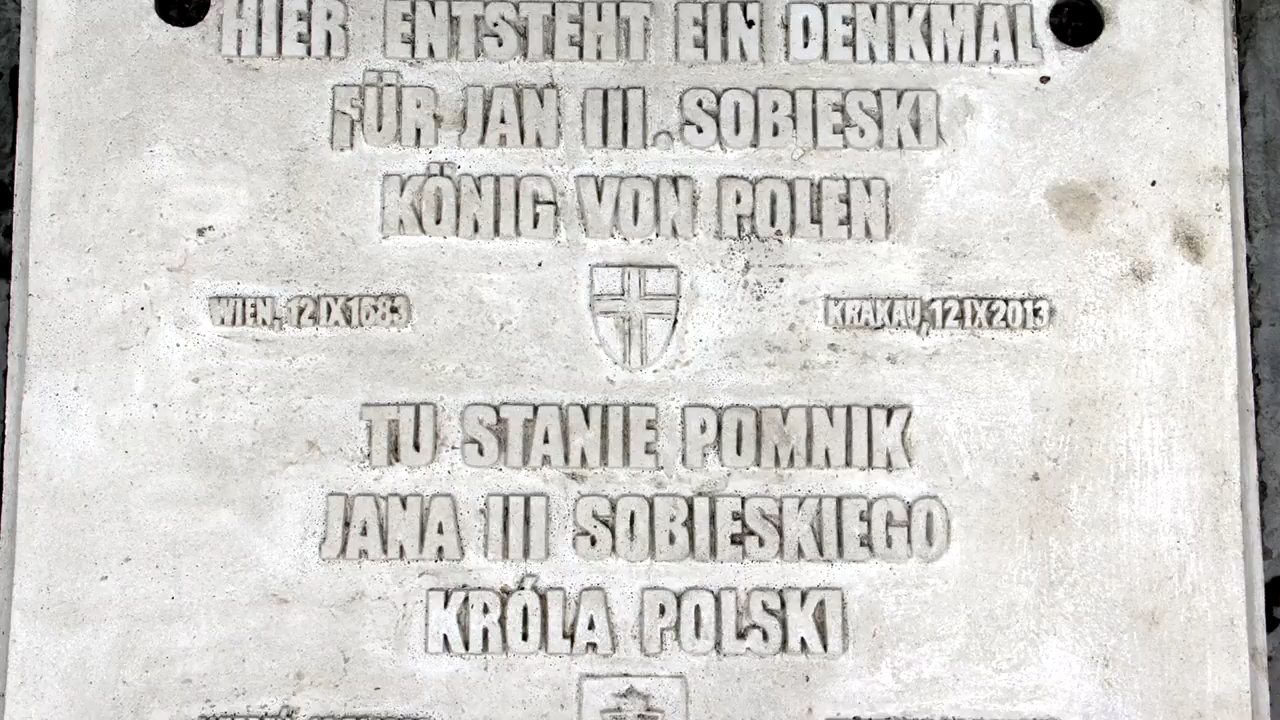 HIER ENTSTEHT EIN DENKMAL
FÜR JAN III. SOBIESKI
KÖNIG VON POLEN
WIEN, 12 IX 1683
KRAKAU, 12 IX 2013
TU STANIE POMNIK
JANA III SOBIESKIEGO
KRÓLA POLSKI